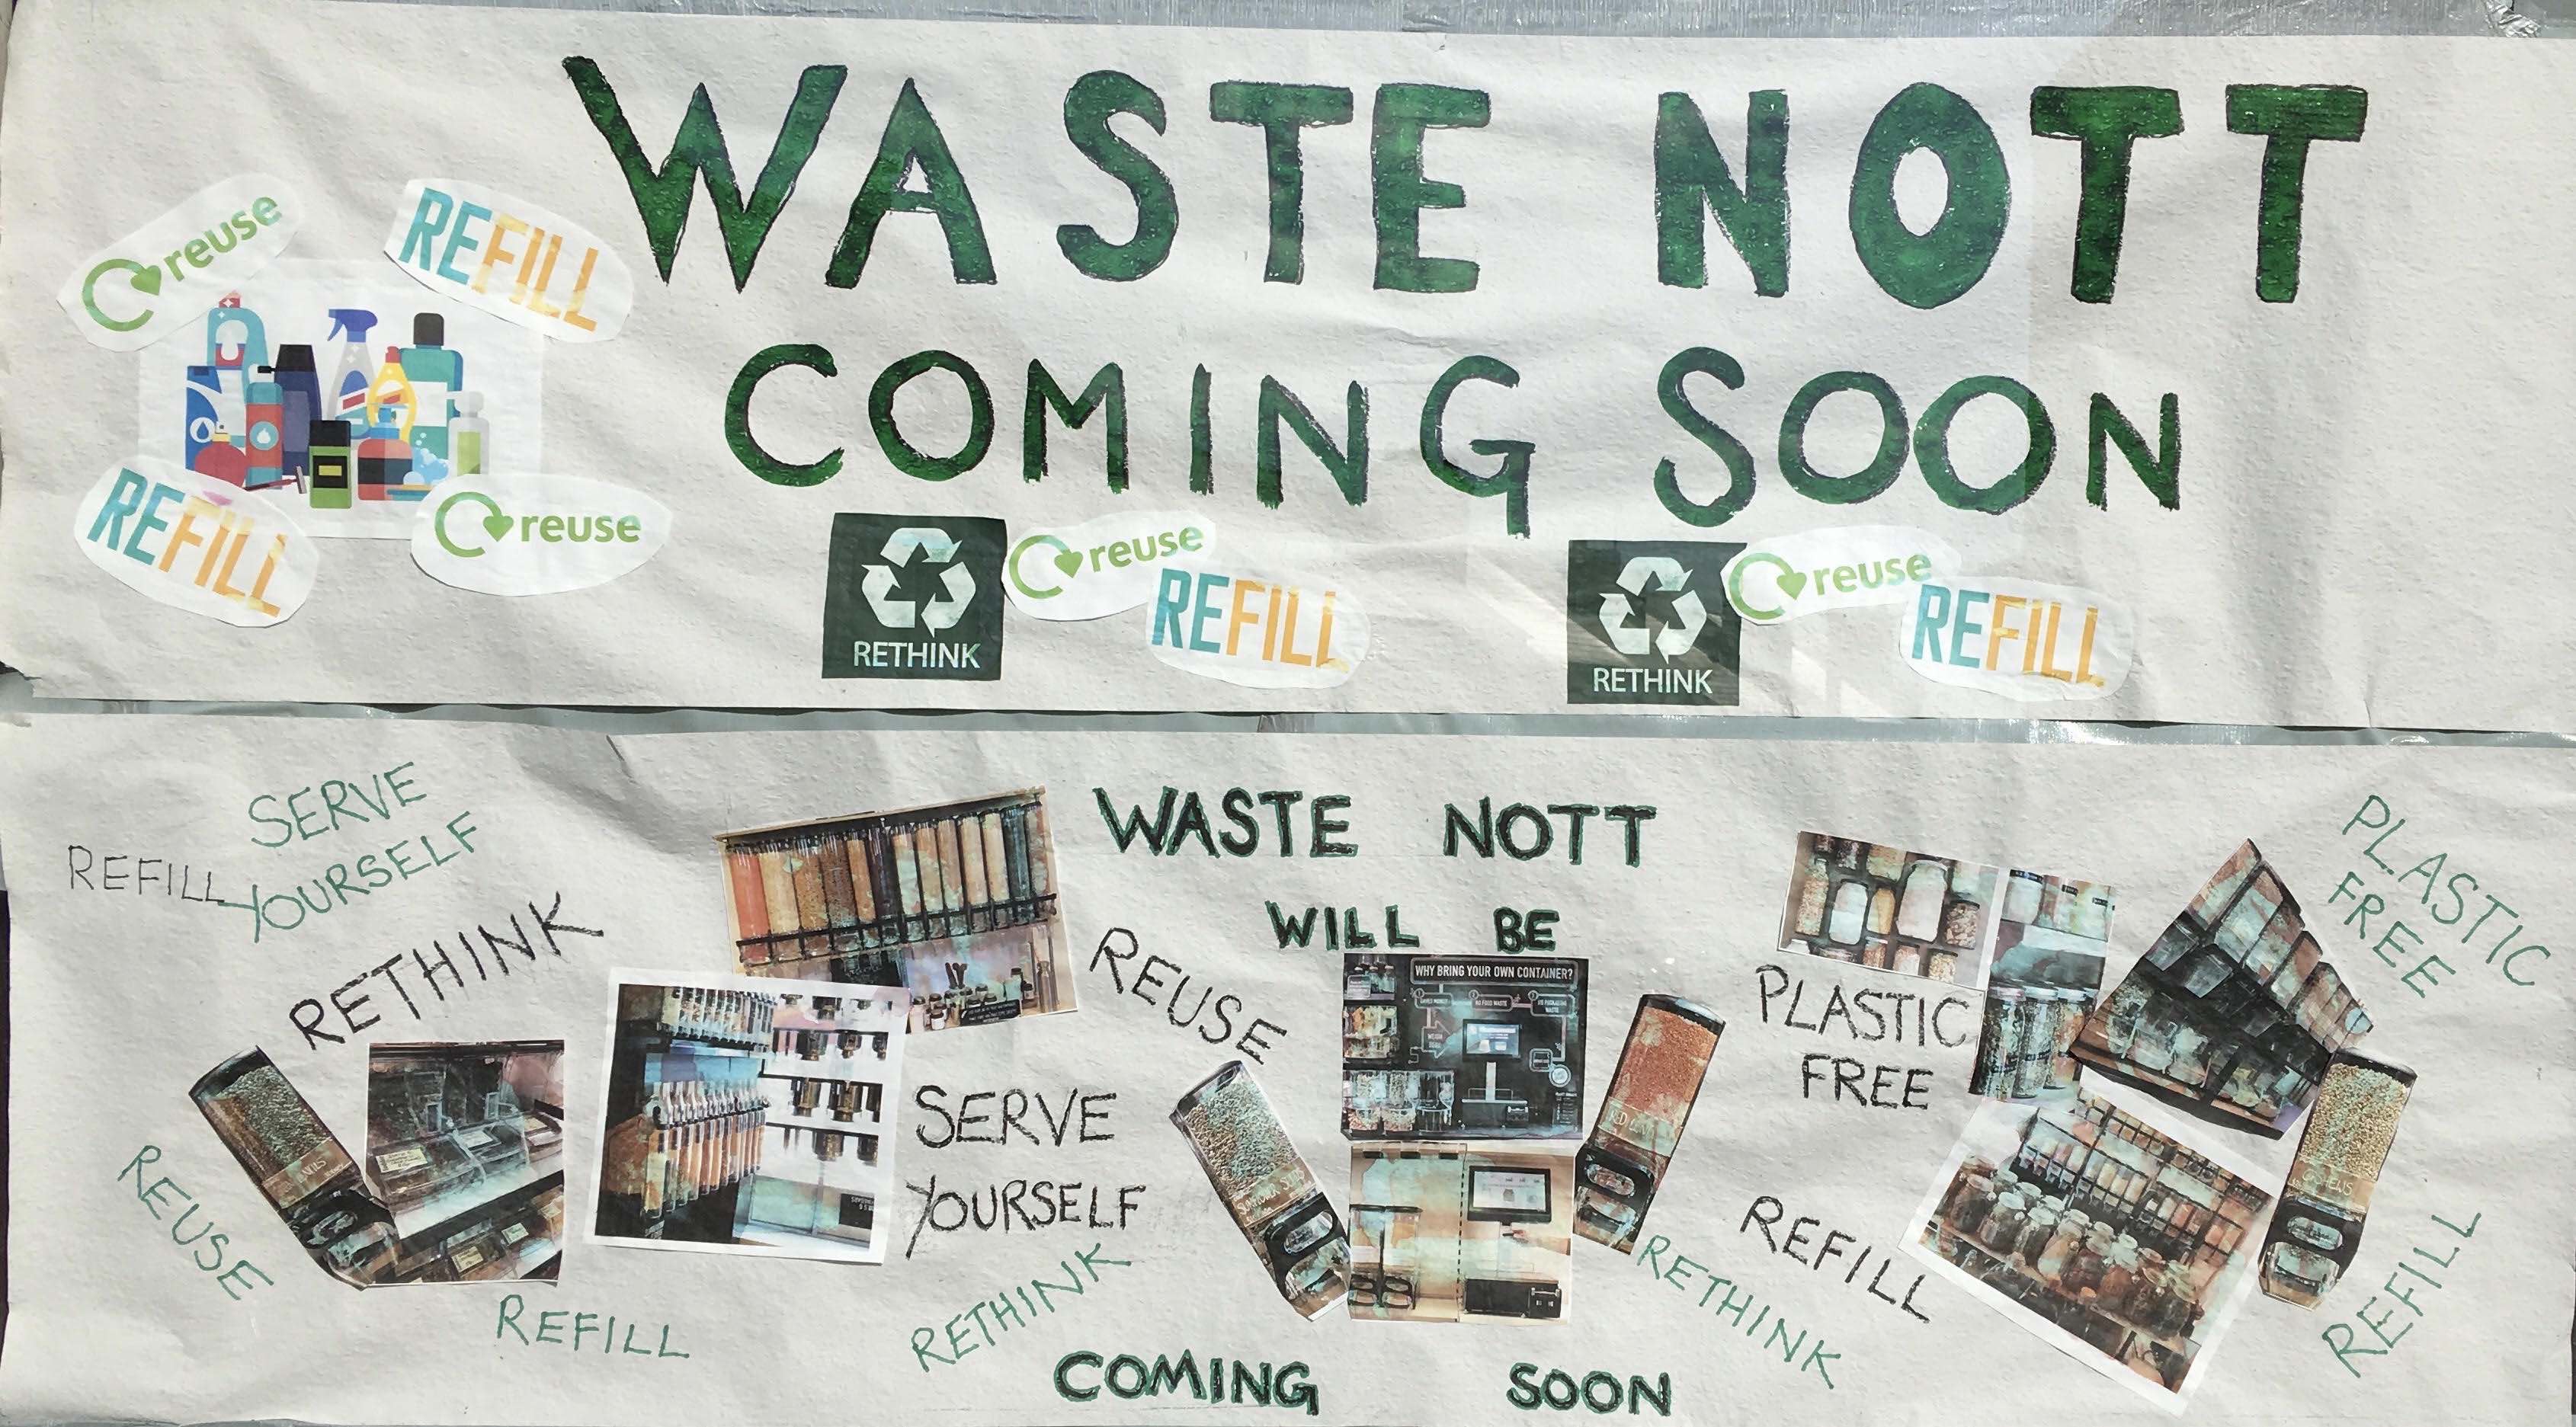 WASTE NOTT
COMING SOON
reuse
REFILL
REFILL
reuse
RETHINK
reuse
REFILL
RETHINK
reuse
REFILL
SERVE
YOURSELF
REFILL
RETHINK
REUSE
REFILL
WASTE NOTT
WILL BE
REUSE
WHY BRING YOUR OWN CONTAINER?
SERVE
YOURSELF
RETHINK
COMING SOON
PLASTIC
FREE
PLASTIC
FREE
REFILL
RETHINK
REFILL